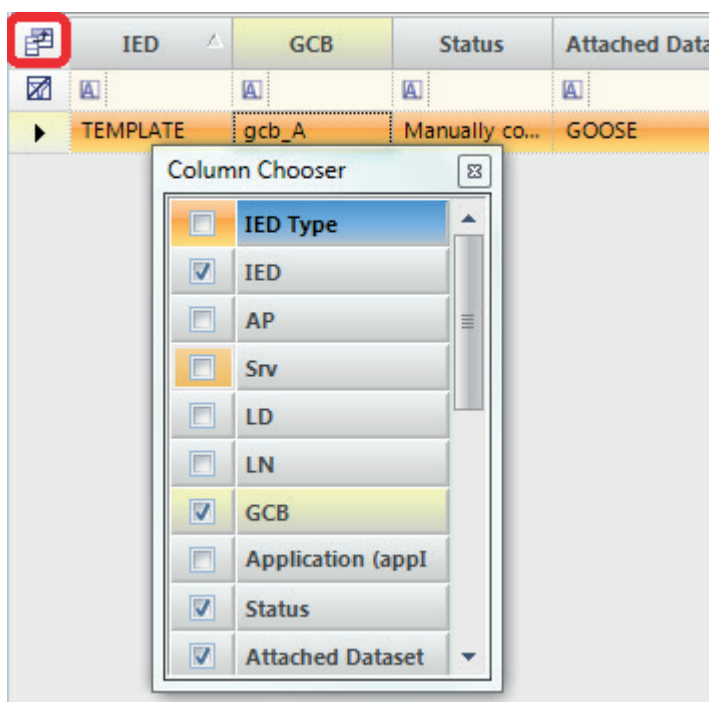 IED GCB Status Attached Data
A A A A
TEMPLATE gcb_A Manually co... GOOSE
Column Chooser
IED Type
IED
AP
Srv
LD
LN
GCB
Application (appI
Status
Attached Dataset